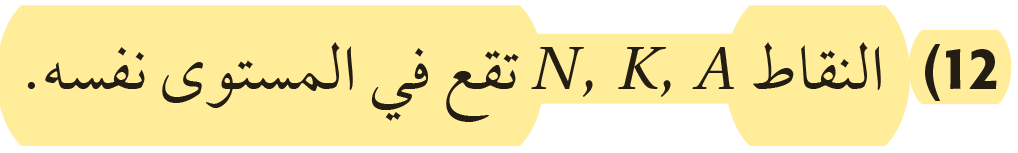 (12 النقاط N, K, A تقع في المستوى نفسه.